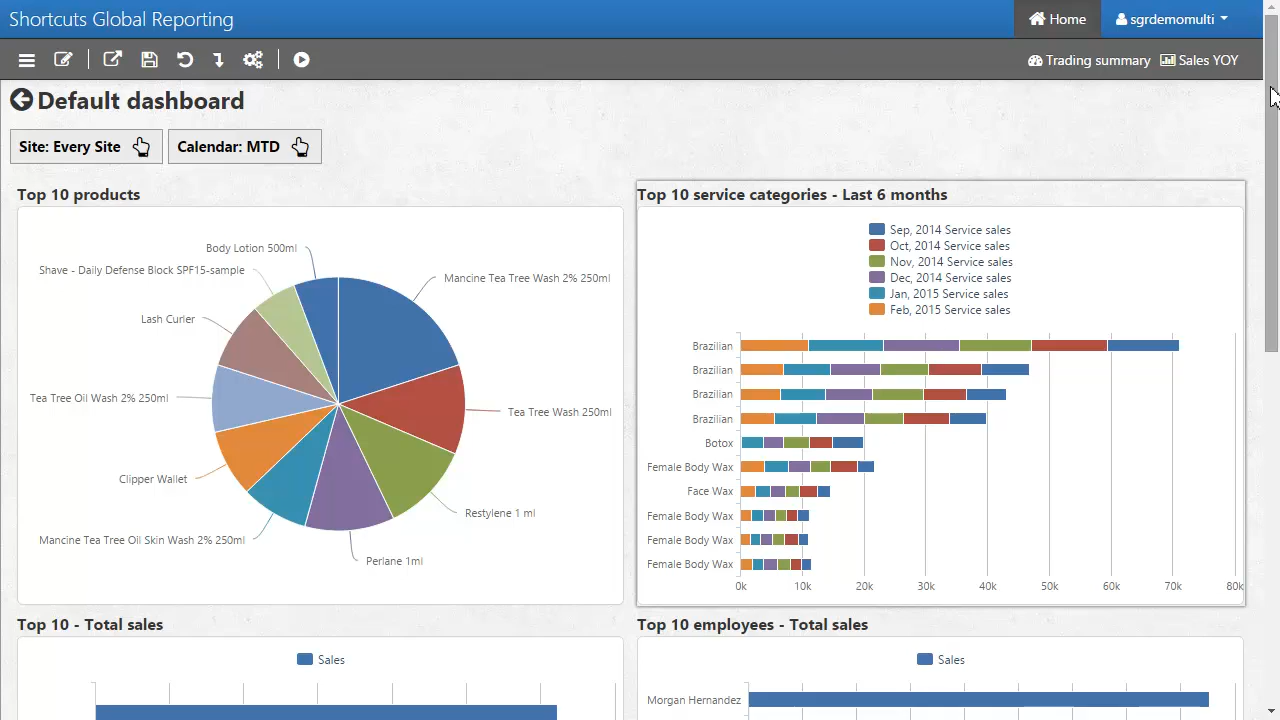 Shortcuts Global Reporting
Home
sgrdemomulti
Trading summary
Sales YOY
Default dashboard
Site: Every Site
Calendar: MTD
Top 10 products
Body Lotion 500ml
Shave - Daily Defense Block SPF15-sample
Mancine Tea Tree Wash 2% 250ml
Lash Curler
Tea Tree Oil Wash 2% 250ml
Tea Tree Wash 250ml
Clipper Wallet
Restylene 1 ml
Mancine Tea Tree Oil Skin Wash 2% 250ml
Perlane 1ml
Top 10 service categories - Last 6 months
Sep, 2014 Service sales
Oct, 2014 Service sales
Nov, 2014 Service sales
Dec, 2014 Service sales
Jan, 2015 Service sales
Feb, 2015 Service sales
Brazilian
Brazilian
Brazilian
Brazilian
Botox
Female Body Wax
Face Wax
Female Body Wax
Female Body Wax
Female Body Wax
0k 10k 20k 30k 40k 50k 60k 70k 80k
Top 10 - Total sales
Sales
Top 10 employees - Total sales
Sales
Morgan Hernandez